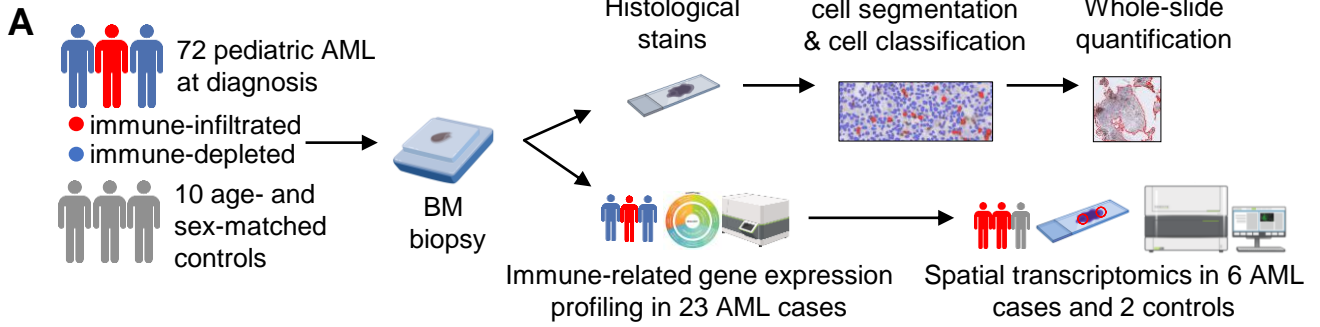 A
72 pediatric AML
at diagnosis
immune-infiltrated
immune-depleted
10 age- and
sex-matched
controls
BM
biopsy
Histological
stains
cell segmentation
& cell classification
Whole-slide
quantification
Immune-related gene expression
profiling in 23 AML cases
Spatial transcriptomics in 6 AML
cases and 2 controls